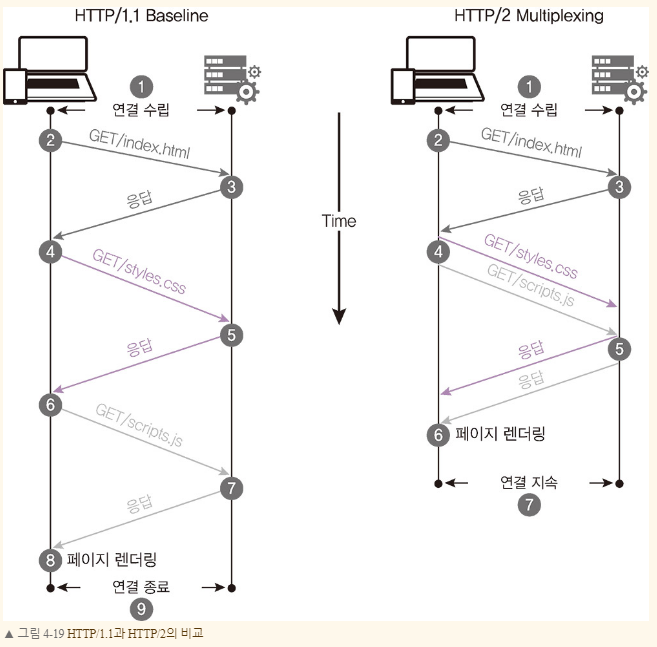 HTTP/1.1 Baseline
1
연결 수립
2
GET/index.html
3
응답
4
GET/styles.css
5
응답
6
GET/scripts.js
7
응답
8
페이지 렌더링
연결 종료
9
Time
HTTP/2 Multiplexing
1
연결 수립
2
GET/index.html
3
응답
4
GET/styles.css
GET/scripts.js
5
응답
응답
6
페이지 렌더링
연결 지속
7
▲ 그림 4-19 HTTP/1.1과 HTTP/2의 비교